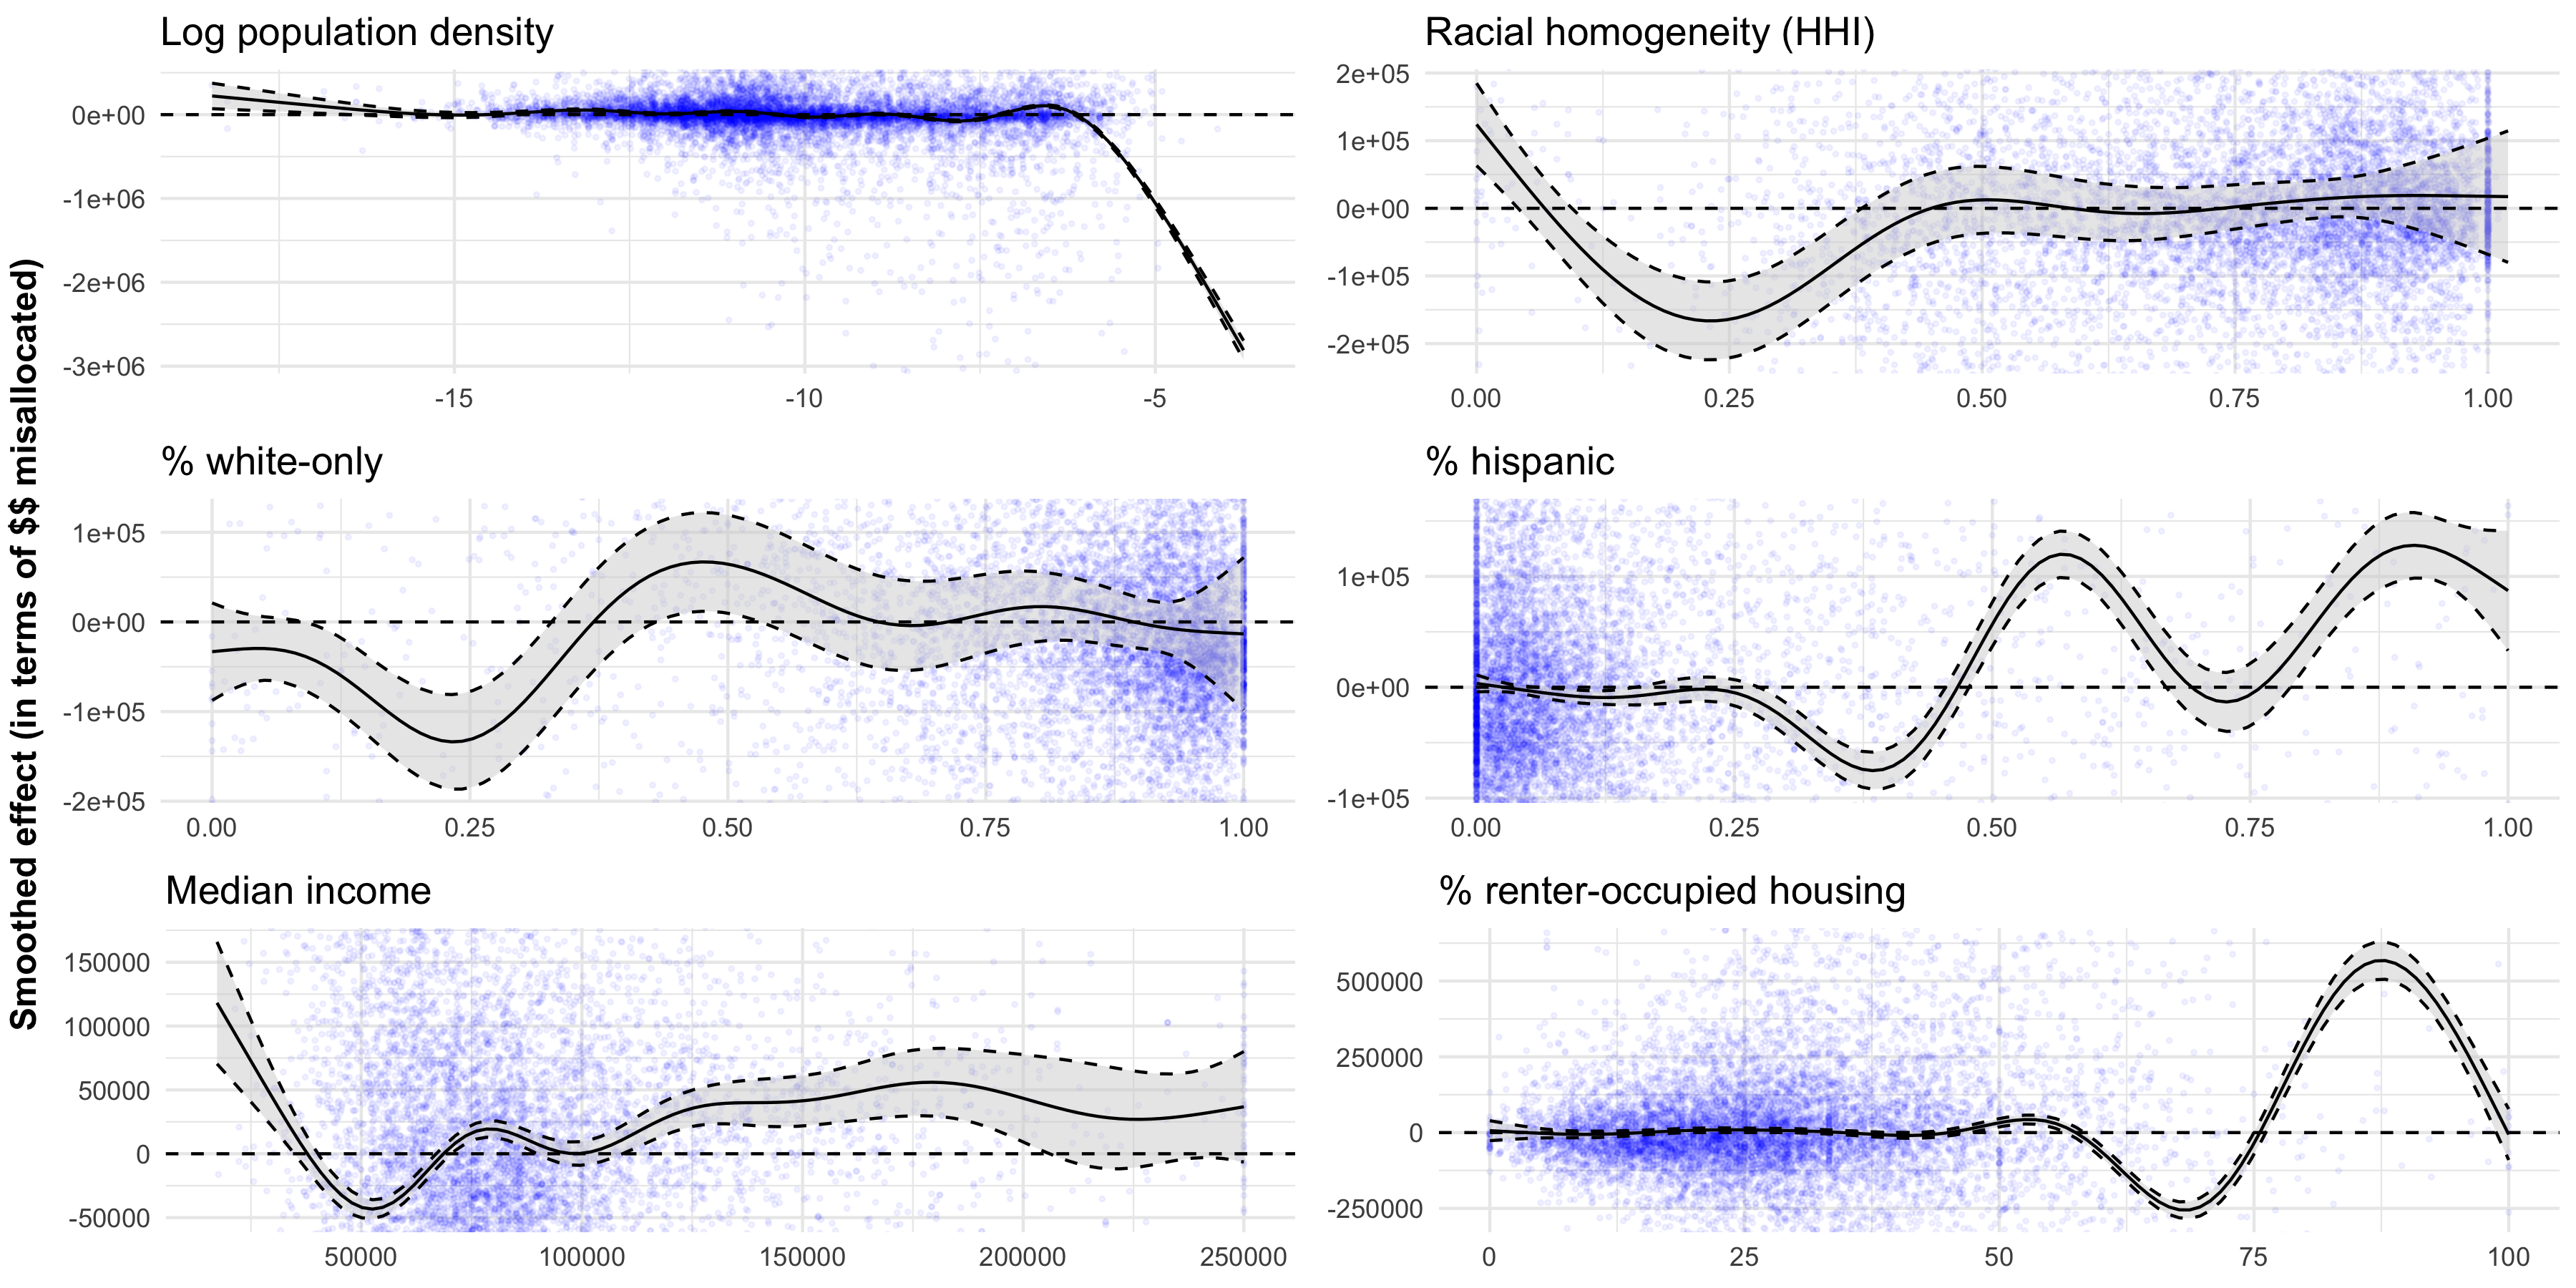 Smoothed effect (in terms of $$ misallocated)
Log population density
0e+00
-1e+06
-2e+06
-3e+06
-15 -10 -5
Racial homogeneity (HHI)
2e+05
1e+05
0e+00
-1e+05
-2e+05
0.00 0.25 0.50 0.75 1.00
% white-only
1e+05
0e+00
-1e+05
-2e+05
0.00 0.25 0.50 0.75 1.00
% hispanic
1e+05
0e+00
-1e+05
0.00 0.25 0.50 0.75 1.00
Median income
150000
100000
50000
0
-50000
50000 100000 150000 200000 250000
% renter-occupied housing
500000
250000
0
-250000
0 25 50 75 100